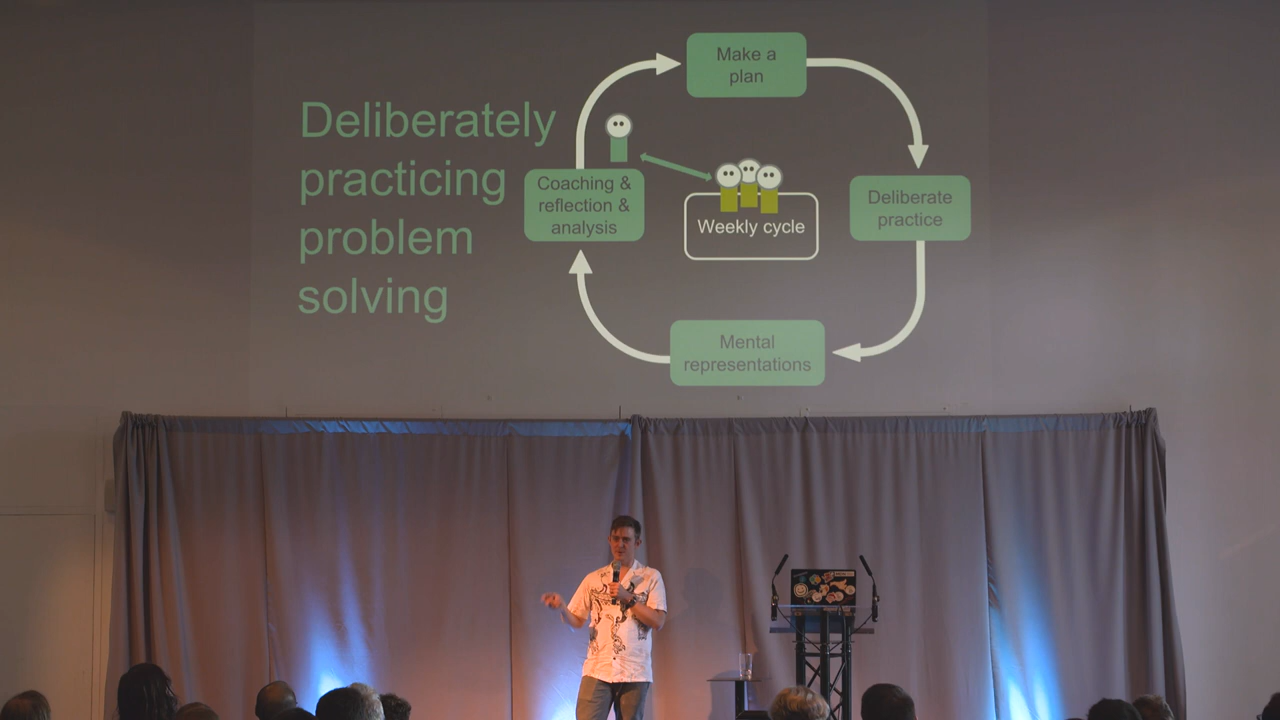 Deliberately
practicing
problem
solving
Make a
plan
Deliberate
practice
Mental
representations
Coaching &
reflection &
analysis
Weekly cycle